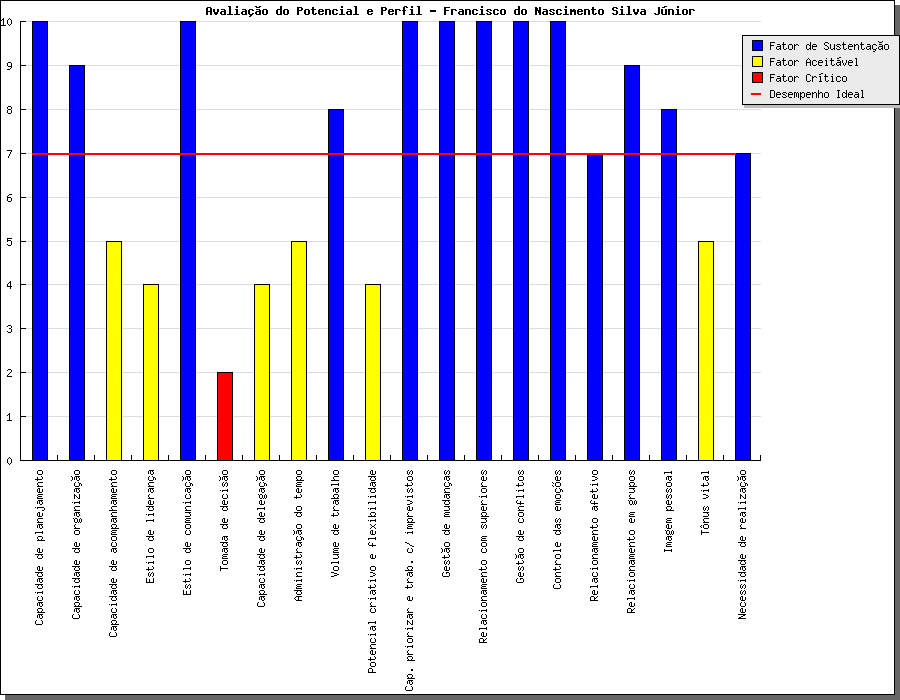 Avaliação do Potencial e Perfil - Francisco do Nascimento Silva Júnior
Fator de Sustentação
Fator Aceitável
Fator Crítico
Desempenho Ideal
10
9
8
7
6
5
4
3
2
1
0
Capacidade de planejamento
Capacidade de organização
Capacidade de acompanhamento
Estilo de liderança
Estilo de comunicação
Tomada de decisão
Capacidade de delegação
Administração do tempo
Volume de trabalho
Potencial criativo e flexibilidade
Cap. priorizar e trab. c/ imprevistos
Gestão de mudanças
Relacionamento com superiores
Gestão de conflitos
Controle das emoções
Relacionamento afetivo
Relacionamento em grupos
Imagem pessoal
Tônus vital
Necessidade de realização